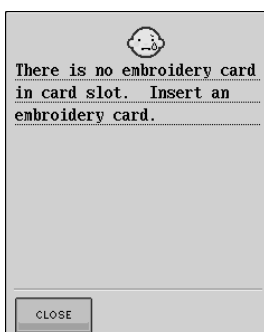 There is no embroidery card
in card slot.  Insert an
embroidery card.
CLOSE